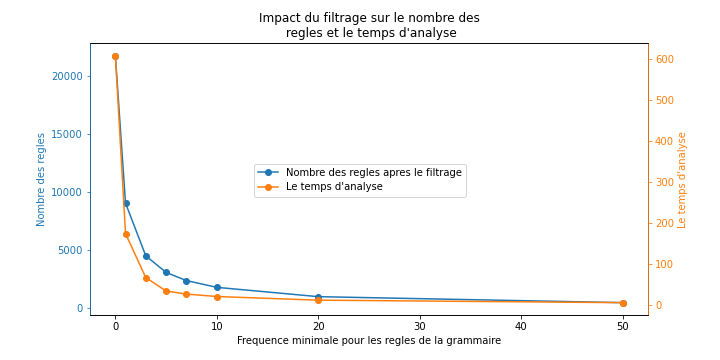 Impact du filtrage sur le nombre des
regles et le temps d'analyse
Nombre des regles
20000
15000
10000
5000
0
Nombre des regles apres le filtrage
Le temps d'analyse
600
500
400
300
200
100
0
Le temps d'analyse
0 10 20 30 40 50
Frequence minimale pour les regles de la grammaire